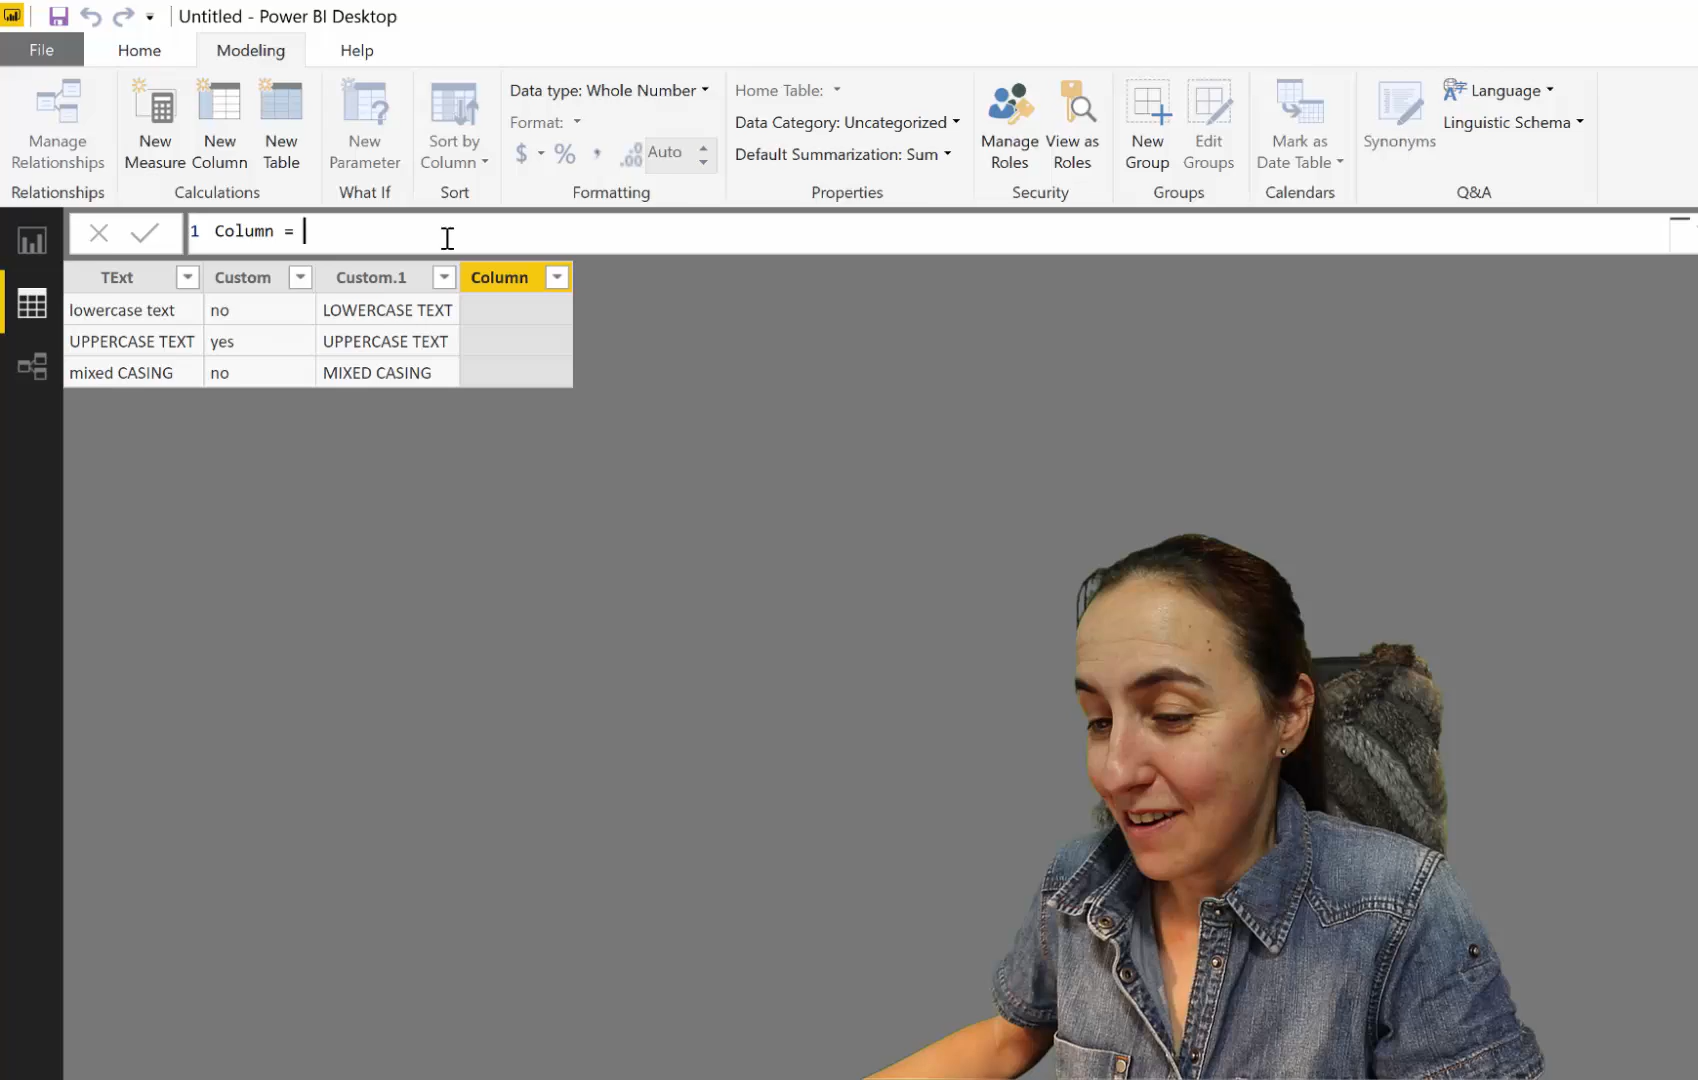 Untitled - Power BI Desktop
File Home Modeling Help
Manage Relationships
New Measure
New Column
New Table
New Parameter
Sort by Column
Data type: Whole Number
Format:
$ % , .00 Auto
Home Table:
Data Category: Uncategorized
Default Summarization: Sum
Manage Roles
View as Roles
New Group
Edit Groups
Mark as Date Table
Synonyms
Language
Linguistic Schema
Relationships Calculations What If Sort Formatting Properties Security Groups Calendars Q&A
1 Column =
TExt Custom Custom.1 Column
lowercase text no LOWERCASE TEXT
UPPERCASE TEXT yes UPPERCASE TEXT
mixed CASING no MIXED CASING